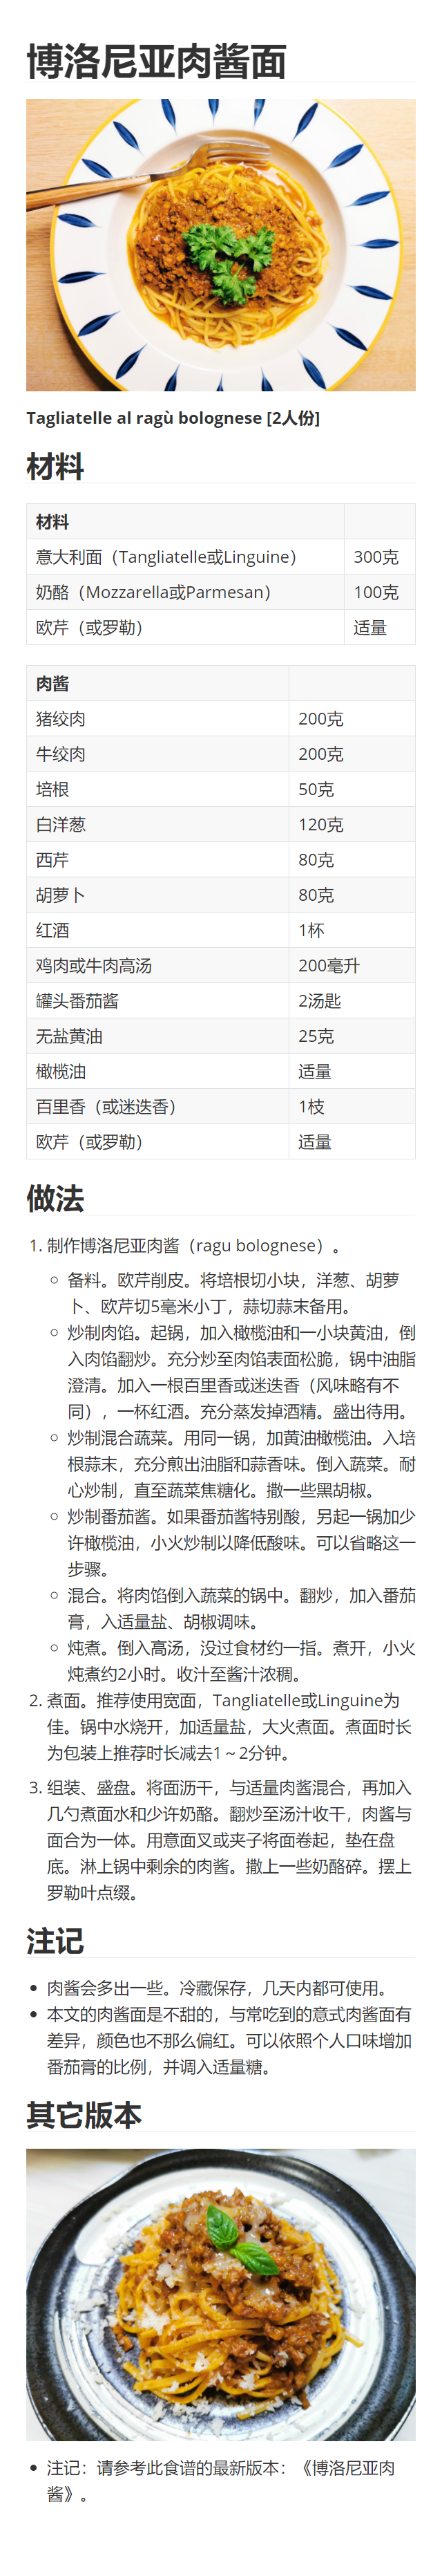 博洛尼亚肉酱面
Tagliatelle al ragù bolognese [2人份]
材料
材料
意大利面（Tangliatelle或Linguine） 300克
奶酪（Mozzarella或Parmesan） 100克
欧芹（或罗勒） 适量
肉酱
猪绞肉 200克
牛绞肉 200克
培根 50克
白洋葱 120克
西芹 80克
胡萝卜 80克
红酒 1杯
鸡肉或牛肉高汤 200毫升
罐头番茄酱 2汤匙
无盐黄油 25克
橄榄油 适量
百里香（或迷迭香） 1枝
欧芹（或罗勒） 适量
做法
1. 制作博洛尼亚肉酱（ragu bolognese）。
备料。欧芹削皮。将培根切小块，洋葱、胡萝
卜、欧芹切5毫米小丁，蒜切蒜末备用。
炒制肉馅。起锅，加入橄榄油和一小块黄油，倒
入肉馅翻炒。充分炒至肉馅表面松脆，锅中油脂
澄清。加入一根百里香或迷迭香（风味略有不
同），一杯红酒。充分蒸发掉酒精。盛出待用。
炒制混合蔬菜。用同一锅，加黄油橄榄油。入培
根蒜末，充分煎出油脂和蒜香味。倒入蔬菜。耐
心炒制，直至蔬菜焦糖化。撒一些黑胡椒。
炒制番茄酱。如果番茄酱特别酸，另起一锅加少
许橄榄油，小火炒制以降低酸味。可以省略这一
步骤。
混合。将肉馅倒入蔬菜的锅中。翻炒，加入番茄
膏，入适量盐、胡椒调味。
炖煮。倒入高汤，没过食材约一指。煮开，小火
炖煮约2小时。收汁至酱汁浓稠。
2. 煮面。推荐使用宽面，Tangliatelle或Linguine为
佳。锅中水烧开，加适量盐，大火煮面。煮面时长
为包装上推荐时长减去1～2分钟。
3. 组装、盛盘。将面沥干，与适量肉酱混合，再加入
几勺煮面水和少许奶酪。翻炒至汤汁收干，肉酱与
面合为一体。用意面叉或夹子将面卷起，垫在盘
底。淋上锅中剩余的肉酱。撒上一些奶酪碎。摆上
罗勒叶点缀。
注记
肉酱会多出一些。冷藏保存，几天内都可使用。
本文的肉酱面是不甜的，与常吃到的意式肉酱面有
差异，颜色也不那么偏红。可以依照个人口味增加
番茄膏的比例，并调入适量糖。
其它版本
注记：请参考此食谱的最新版本：《博洛尼亚肉
酱》。